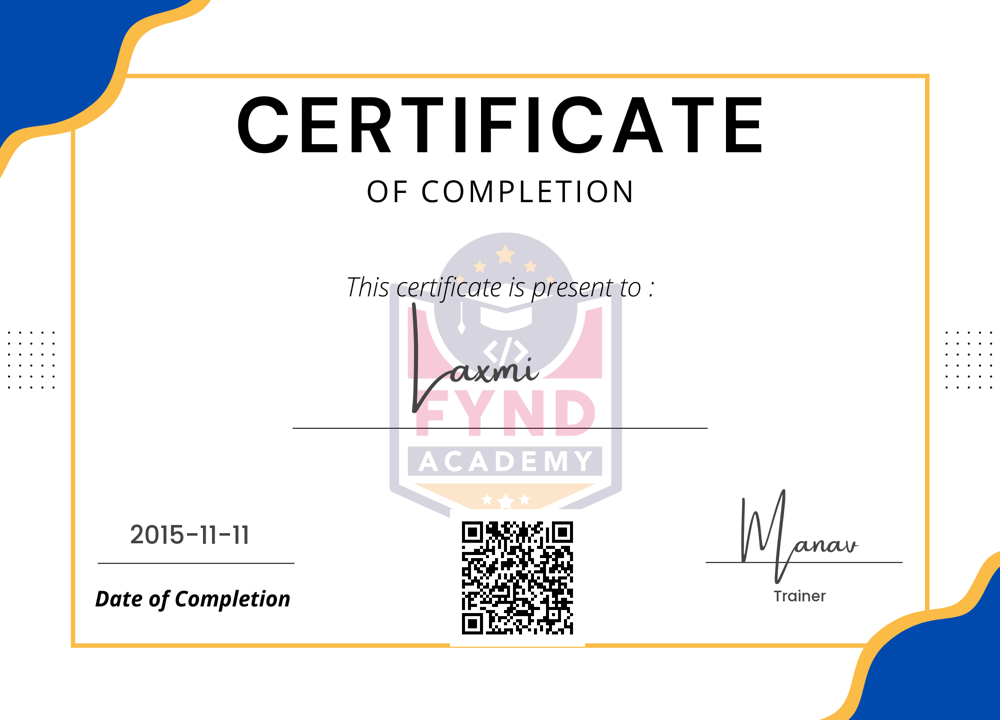 CERTIFICATE
OF COMPLETION
This certificate is present to :
Laxmi
</>
FYND
ACADEMY
2015-11-11
Date of Completion
Manav
Trainer